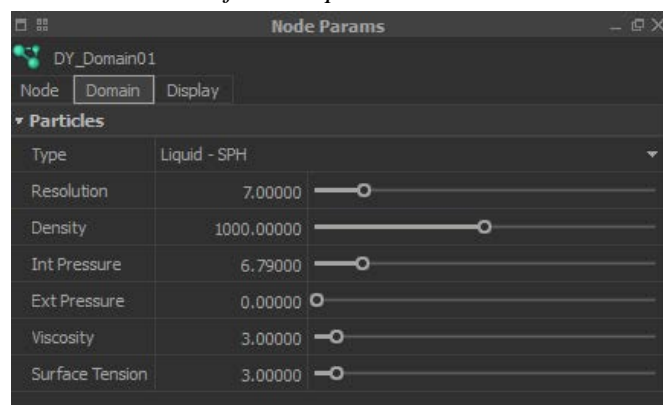 Node Params
DY_Domain01
Node Domain Display
Particles
Type Liquid - SPH
Resolution 7.00000
Density 1000.00000
Int Pressure 6.79000
Ext Pressure 0.00000
Viscosity 3.00000
Surface Tension 3.00000